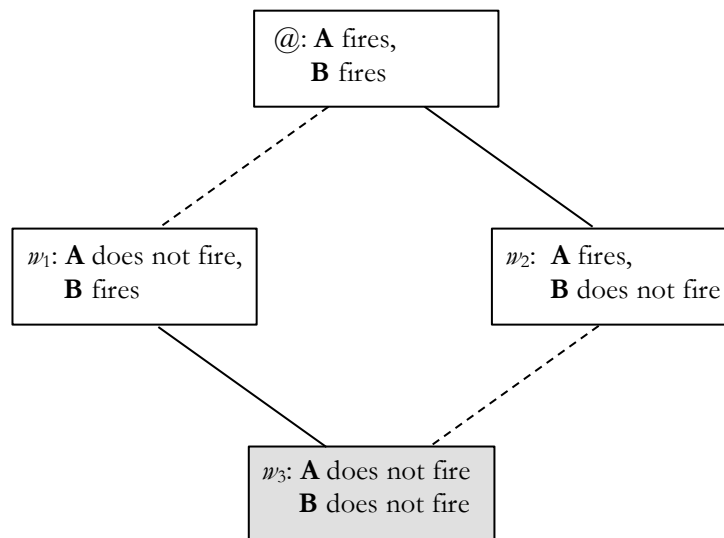 @: A fires,
B fires
w₁: A does not fire,
B fires
w₂: A fires,
B does not fire
w₃: A does not fire
B does not fire